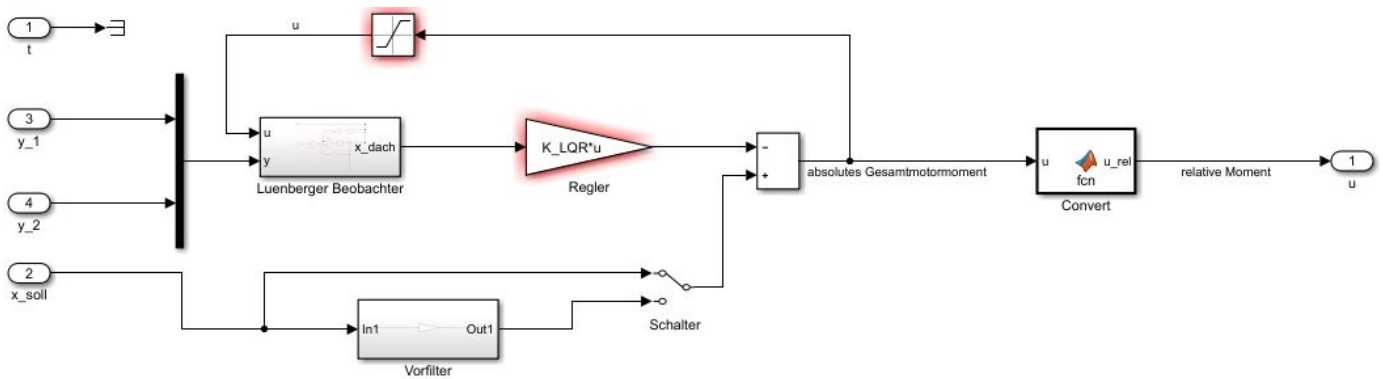 1
t
u
3
y_1
u
y
x_dach
Luenberger Beobachter
K_LQR*u
Regler
−
+
absolutes Gesamtmotormoment
u
fcn
u_rel
Convert
relative Moment
1
u
4
y_2
2
x_soll
In1
Out1
Vorfilter
Schalter